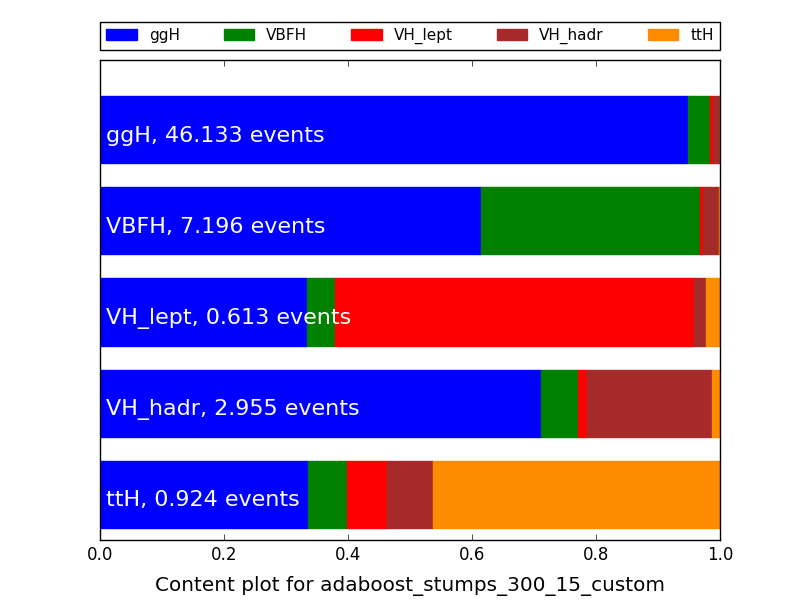 ggH VBFH VH_lept VH_hadr ttH
ggH, 46.133 events
VBFH, 7.196 events
VH_lept, 0.613 events
VH_hadr, 2.955 events
ttH, 0.924 events
0.0 0.2 0.4 0.6 0.8 1.0
Content plot for adaboost_stumps_300_15_custom